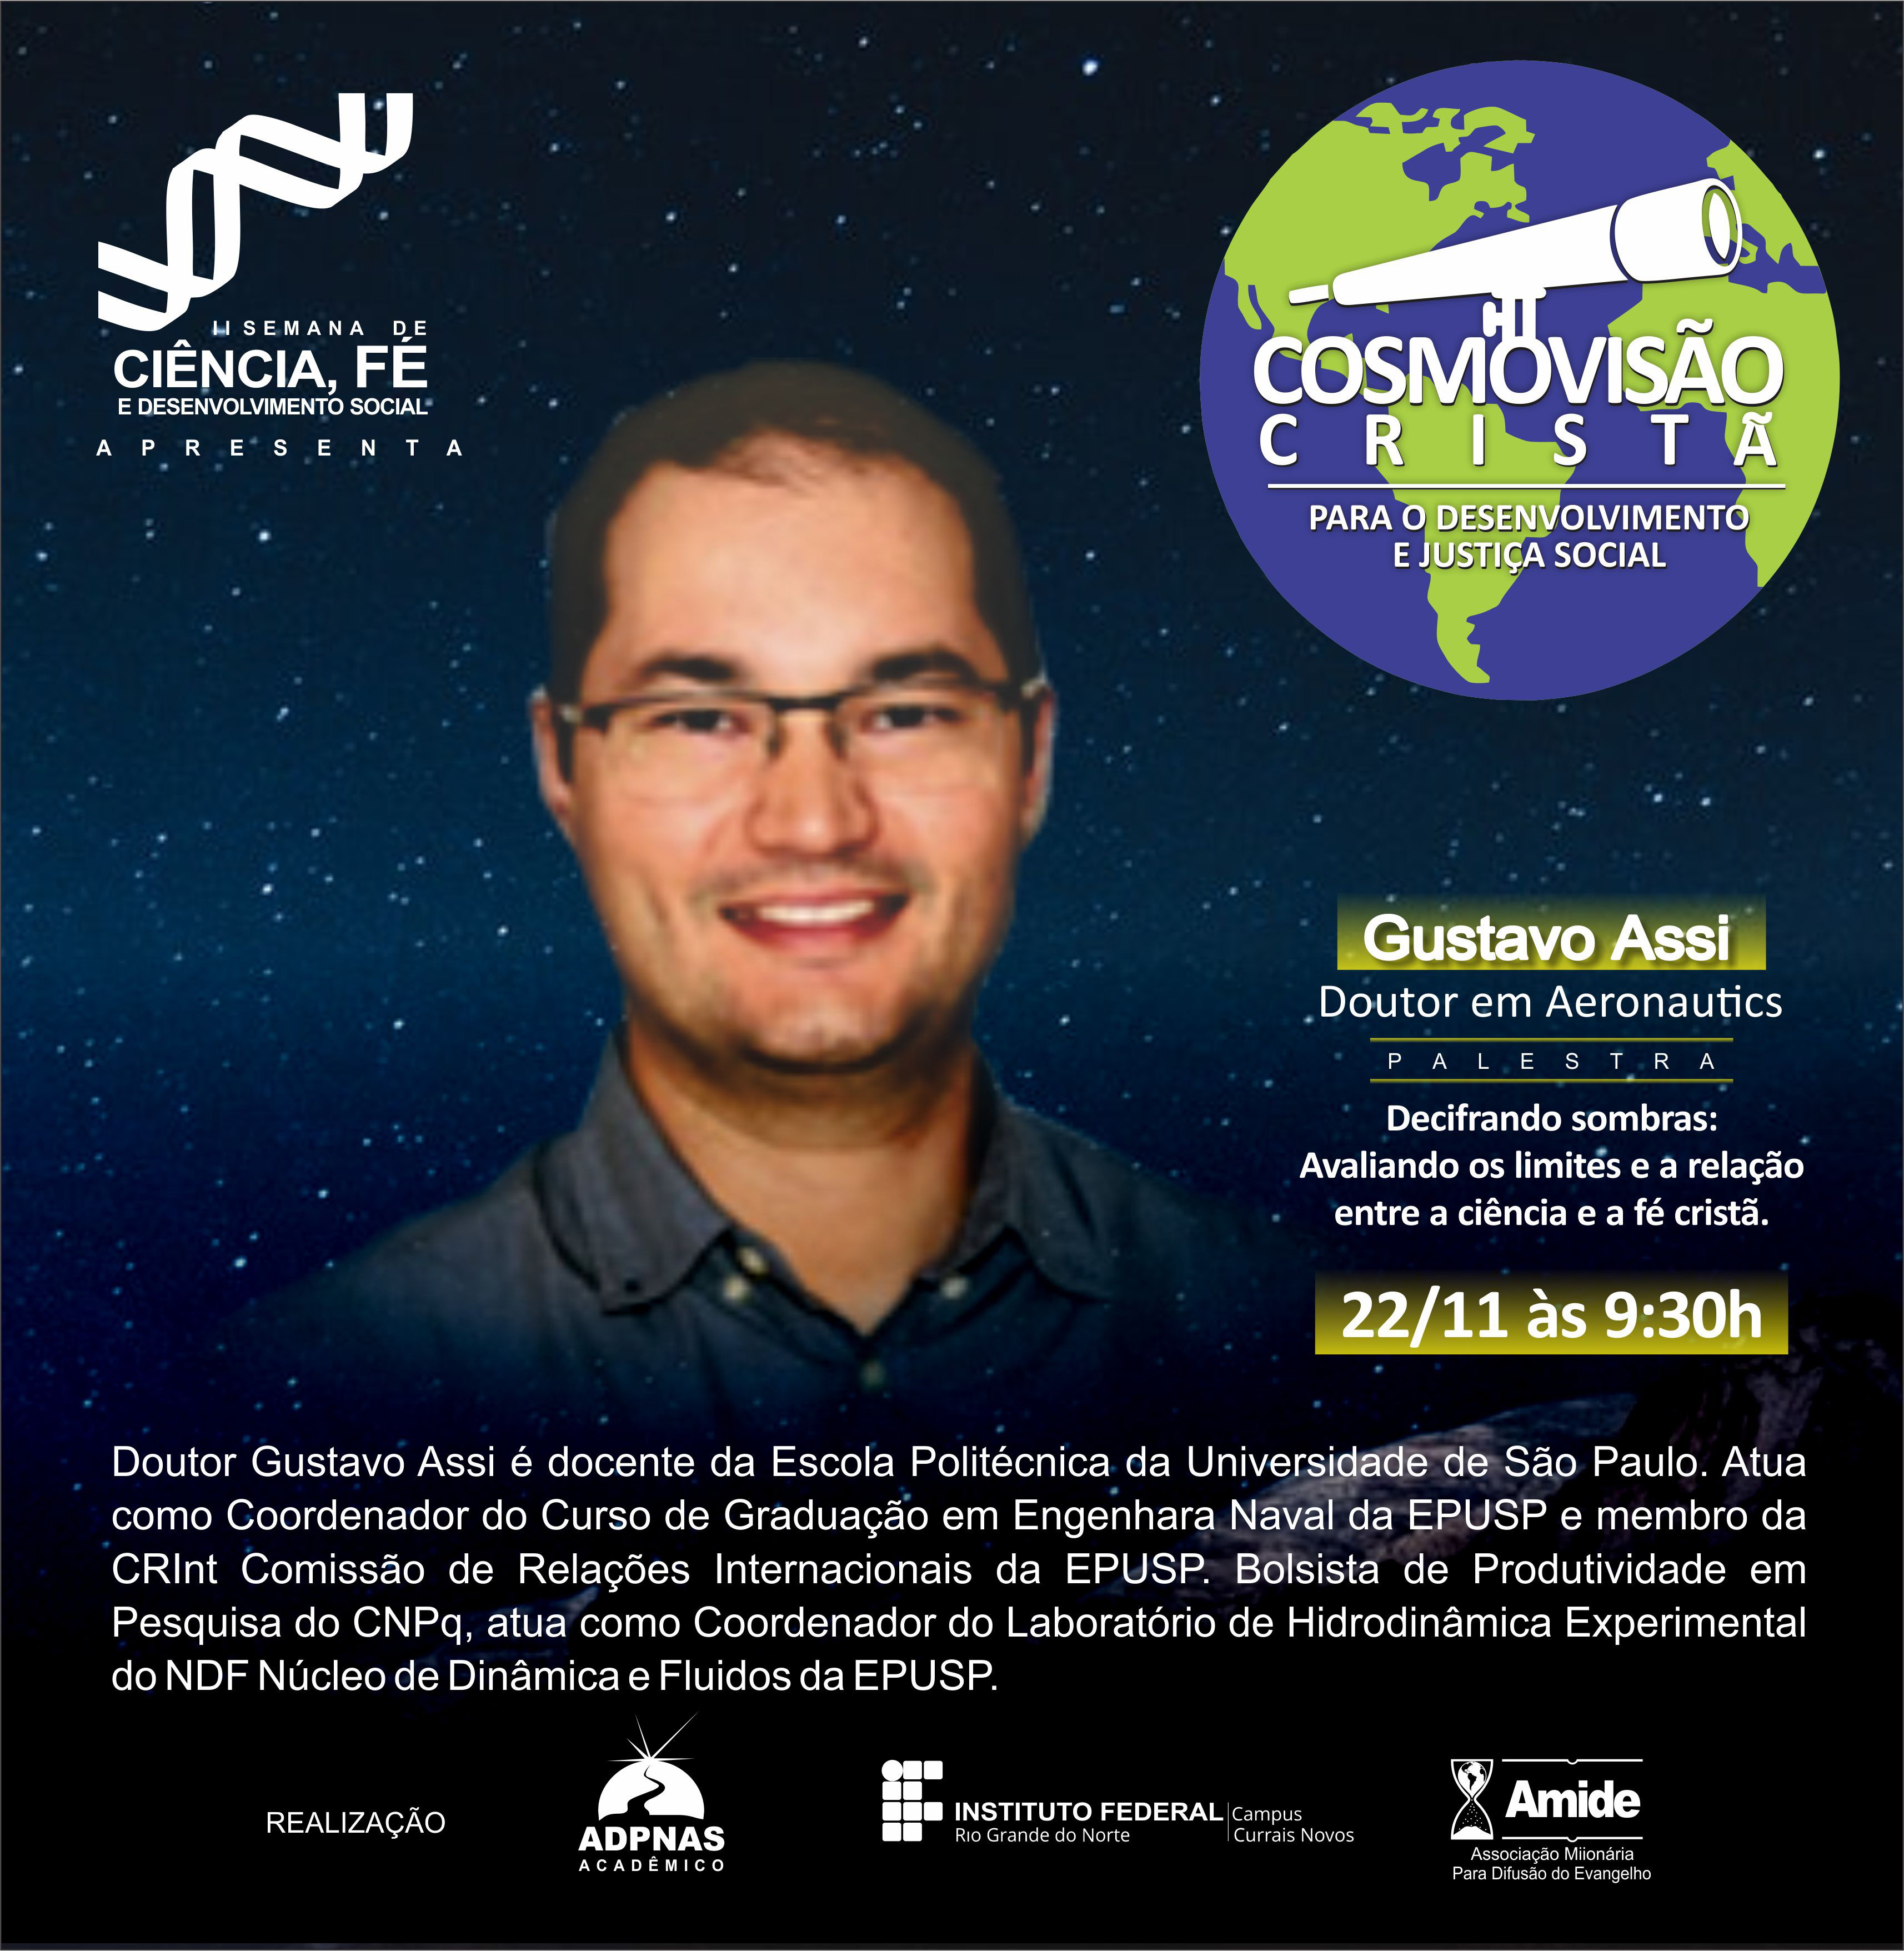 II SEMANA DE
CIÊNCIA, FÉ
E DESENVOLVIMENTO SOCIAL
APRESENTA
COSMOVISÃO
CRISTÃ
PARA O DESENVOLVIMENTO
E JUSTIÇA SOCIAL
Gustavo Assi
Doutor em Aeronautics
PALESTRA
Decifrando sombras:
Avaliando os limites e a relação
entre a ciência e a fé cristã.
22/11 às 9:30h
Doutor Gustavo Assi é docente da Escola Politécnica da Universidade de São Paulo. Atua
como Coordenador do Curso de Graduação em Engenhara Naval da EPUSP e membro da
CRInt Comissão de Relações Internacionais da EPUSP. Bolsista de Produtividade em
Pesquisa do CNPq, atua como Coordenador do Laboratório de Hidrodinâmica Experimental
do NDF Núcleo de Dinâmica e Fluidos da EPUSP.
REALIZAÇÃO
ADPNAS
ACADÊMICO
INSTITUTO FEDERAL
Rio Grande do Norte
Campus
Currais Novos
Amide
Associação Miionária
Para Difusão do Evangelho